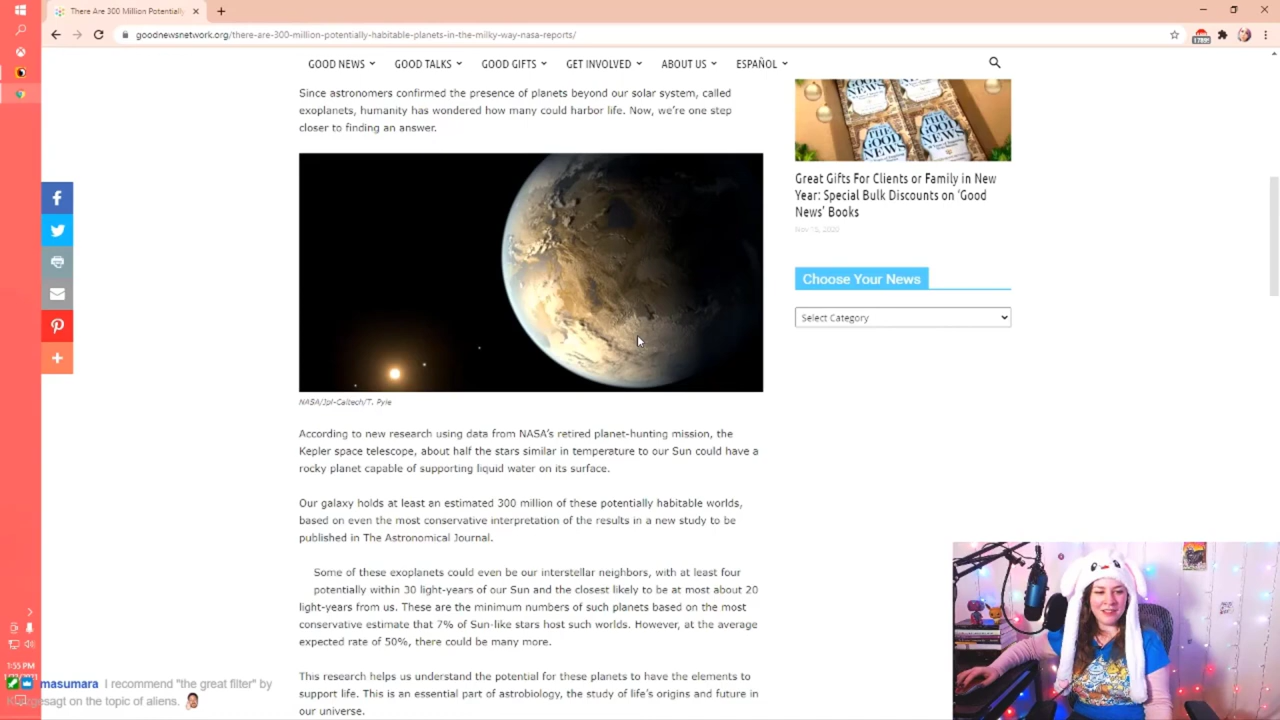 There Are 300 Million Potentially
goodnewsnetwork.org/there-are-300-million-potentially-habitable-planets-in-the-milky-way-nasa-reports/
GOOD NEWS GOOD TALKS GOOD GIFTS GET INVOLVED ABOUT US ESPAÑOL
Since astronomers confirmed the presence of planets beyond our solar system, called
exoplanets, humanity has wondered how many could harbor life. Now, we're one step
closer to finding an answer.
NASA/Jpl-Caltech/T. Pyle
According to new research using data from NASA's retired planet-hunting mission, the
Kepler space telescope, about half the stars similar in temperature to our Sun could have a
rocky planet capable of supporting liquid water on its surface.
Our galaxy holds at least an estimated 300 million of these potentially habitable worlds,
based on even the most conservative interpretation of the results in a new study to be
published in The Astronomical Journal.
Some of these exoplanets could even be our interstellar neighbors, with at least four
potentially within 30 light-years of our Sun and the closest likely to be at most about 20
light-years from us. These are the minimum numbers of such planets based on the most
conservative estimate that 7% of Sun-like stars host such worlds. However, at the average
expected rate of 50%, there could be many more.
This research helps us understand the potential for these planets to have the elements to
support life. This is an essential part of astrobiology, the study of life's origins and future in
our universe.
THE GOOD NEWS
THE GOOD NEWS
Great Gifts For Clients or Family in New
Year: Special Bulk Discounts on 'Good
News' Books
Nov 15, 2020
Choose Your News
Select Category
1:55 PM
masumara I recommend "the great filter" by
on the topic of aliens.